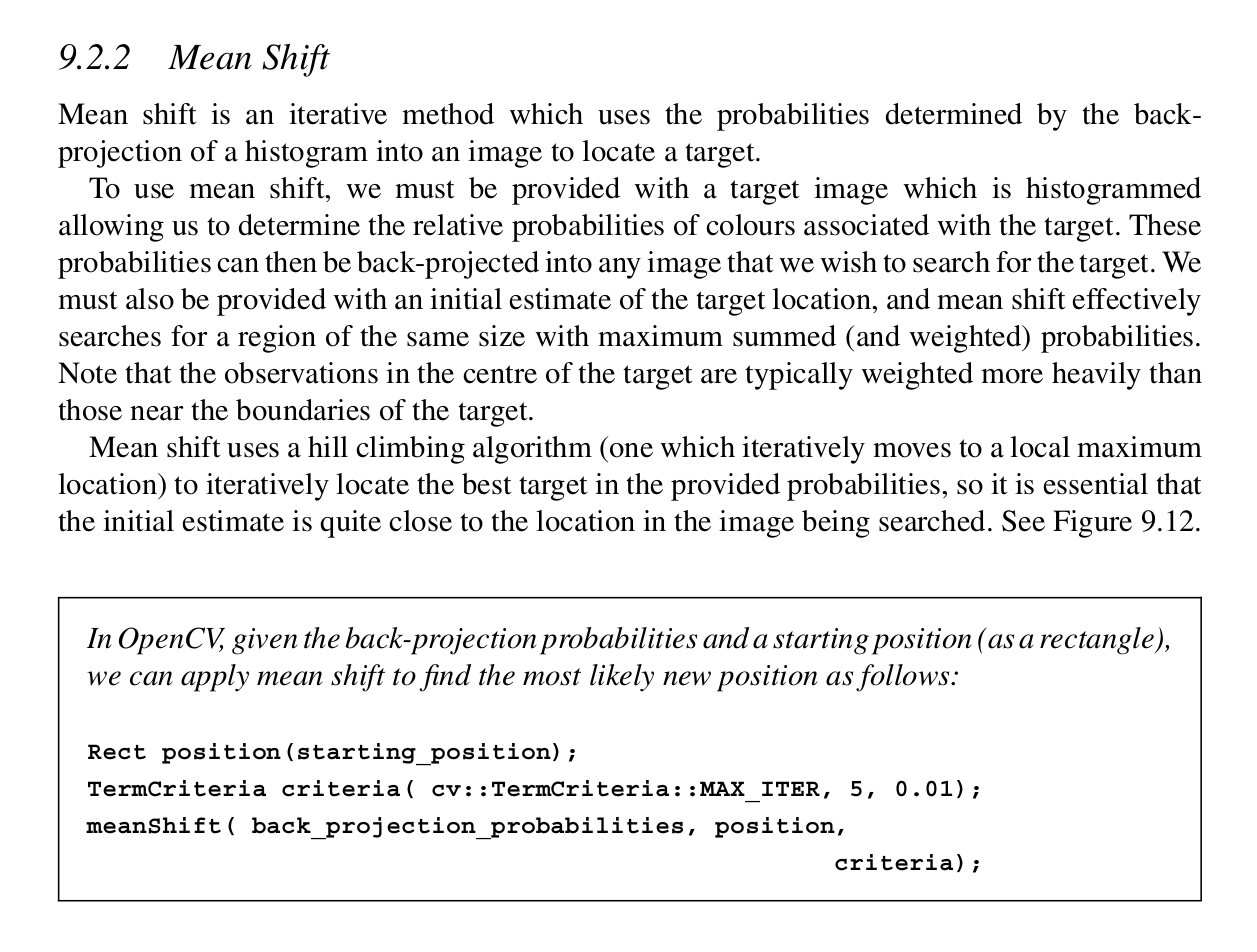 9.2.2 Mean Shift
Mean shift is an iterative method which uses the probabilities determined by the back-
projection of a histogram into an image to locate a target.
To use mean shift, we must be provided with a target image which is histogrammed
allowing us to determine the relative probabilities of colours associated with the target. These
probabilities can then be back-projected into any image that we wish to search for the target. We
must also be provided with an initial estimate of the target location, and mean shift effectively
searches for a region of the same size with maximum summed (and weighted) probabilities.
Note that the observations in the centre of the target are typically weighted more heavily than
those near the boundaries of the target.
Mean shift uses a hill climbing algorithm (one which iteratively moves to a local maximum
location) to iteratively locate the best target in the provided probabilities, so it is essential that
the initial estimate is quite close to the location in the image being searched. See Figure 9.12.
In OpenCV, given the back-projection probabilities and a starting position (as a rectangle),
we can apply mean shift to find the most likely new position as follows:
Rect position(starting_position);
TermCriteria criteria( cv::TermCriteria::MAX_ITER, 5, 0.01);
meanShift( back_projection_probabilities, position,
criteria);